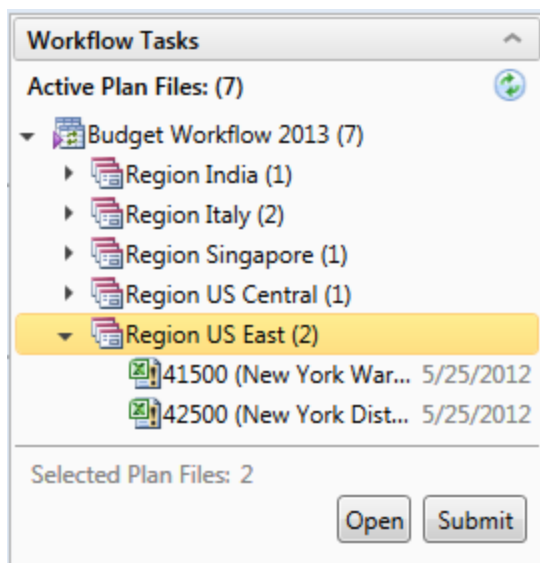 Workflow Tasks
Active Plan Files: (7)
Budget Workflow 2013 (7)
Region India (1)
Region Italy (2)
Region Singapore (1)
Region US Central (1)
Region US East (2)
41500 (New York War... 5/25/2012
42500 (New York Dist... 5/25/2012
Selected Plan Files: 2
Open Submit